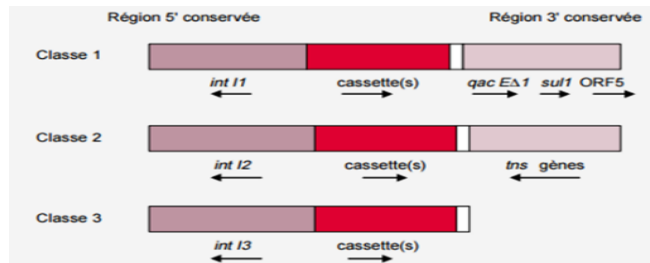 Région 5' conservée Région 3' conservée
Classe 1
int I1 cassette(s) qac EΔ1 sul1 ORF5
Classe 2
int I2 cassette(s) tns gènes
Classe 3
int I3 cassette(s)